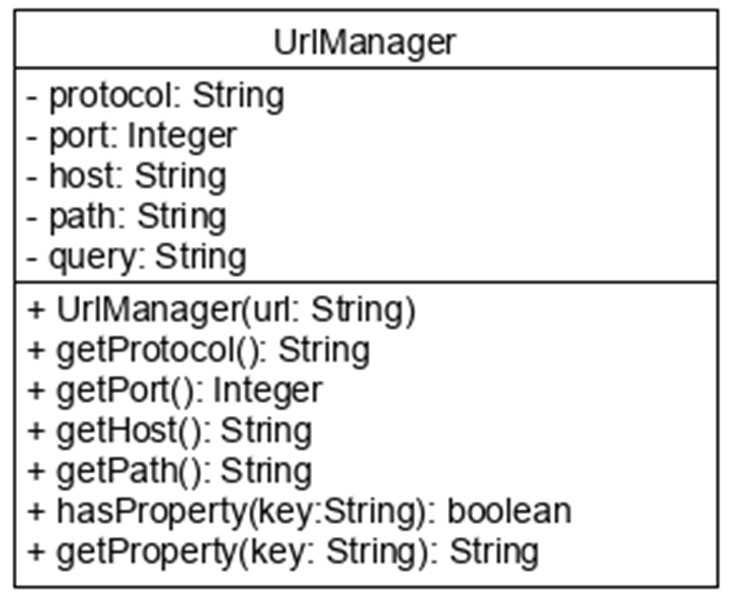 UrlManager
- protocol: String
- port: Integer
- host: String
- path: String
- query: String
+ UrlManager(url: String)
+ getProtocol(): String
+ getPort(): Integer
+ getHost(): String
+ getPath(): String
+ hasProperty(key:String): boolean
+ getProperty(key: String): String